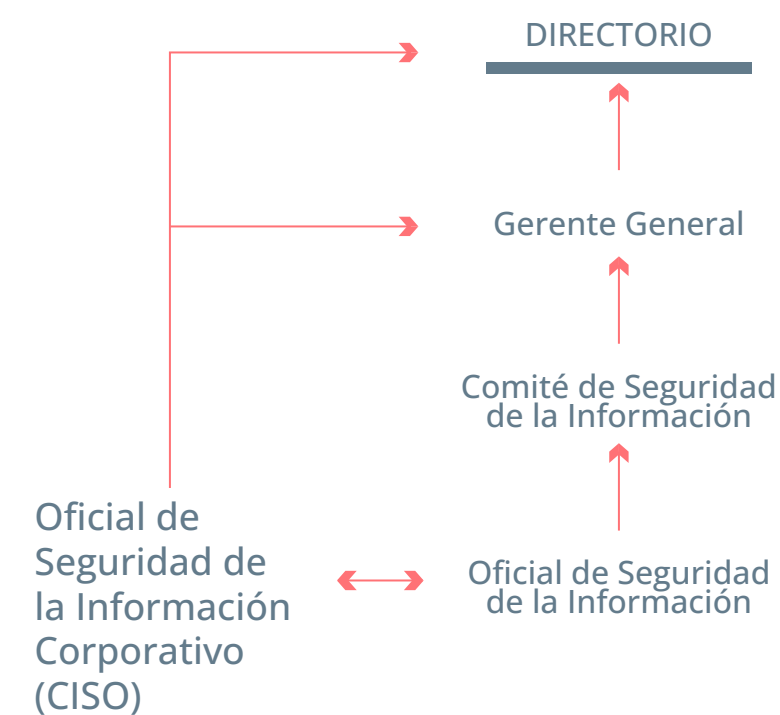 DIRECTORIO
Gerente General
Comité de Seguridad
de la Información
Oficial de Seguridad
de la Información
Oficial de
Seguridad de
la Información
Corporativo
(CISO)